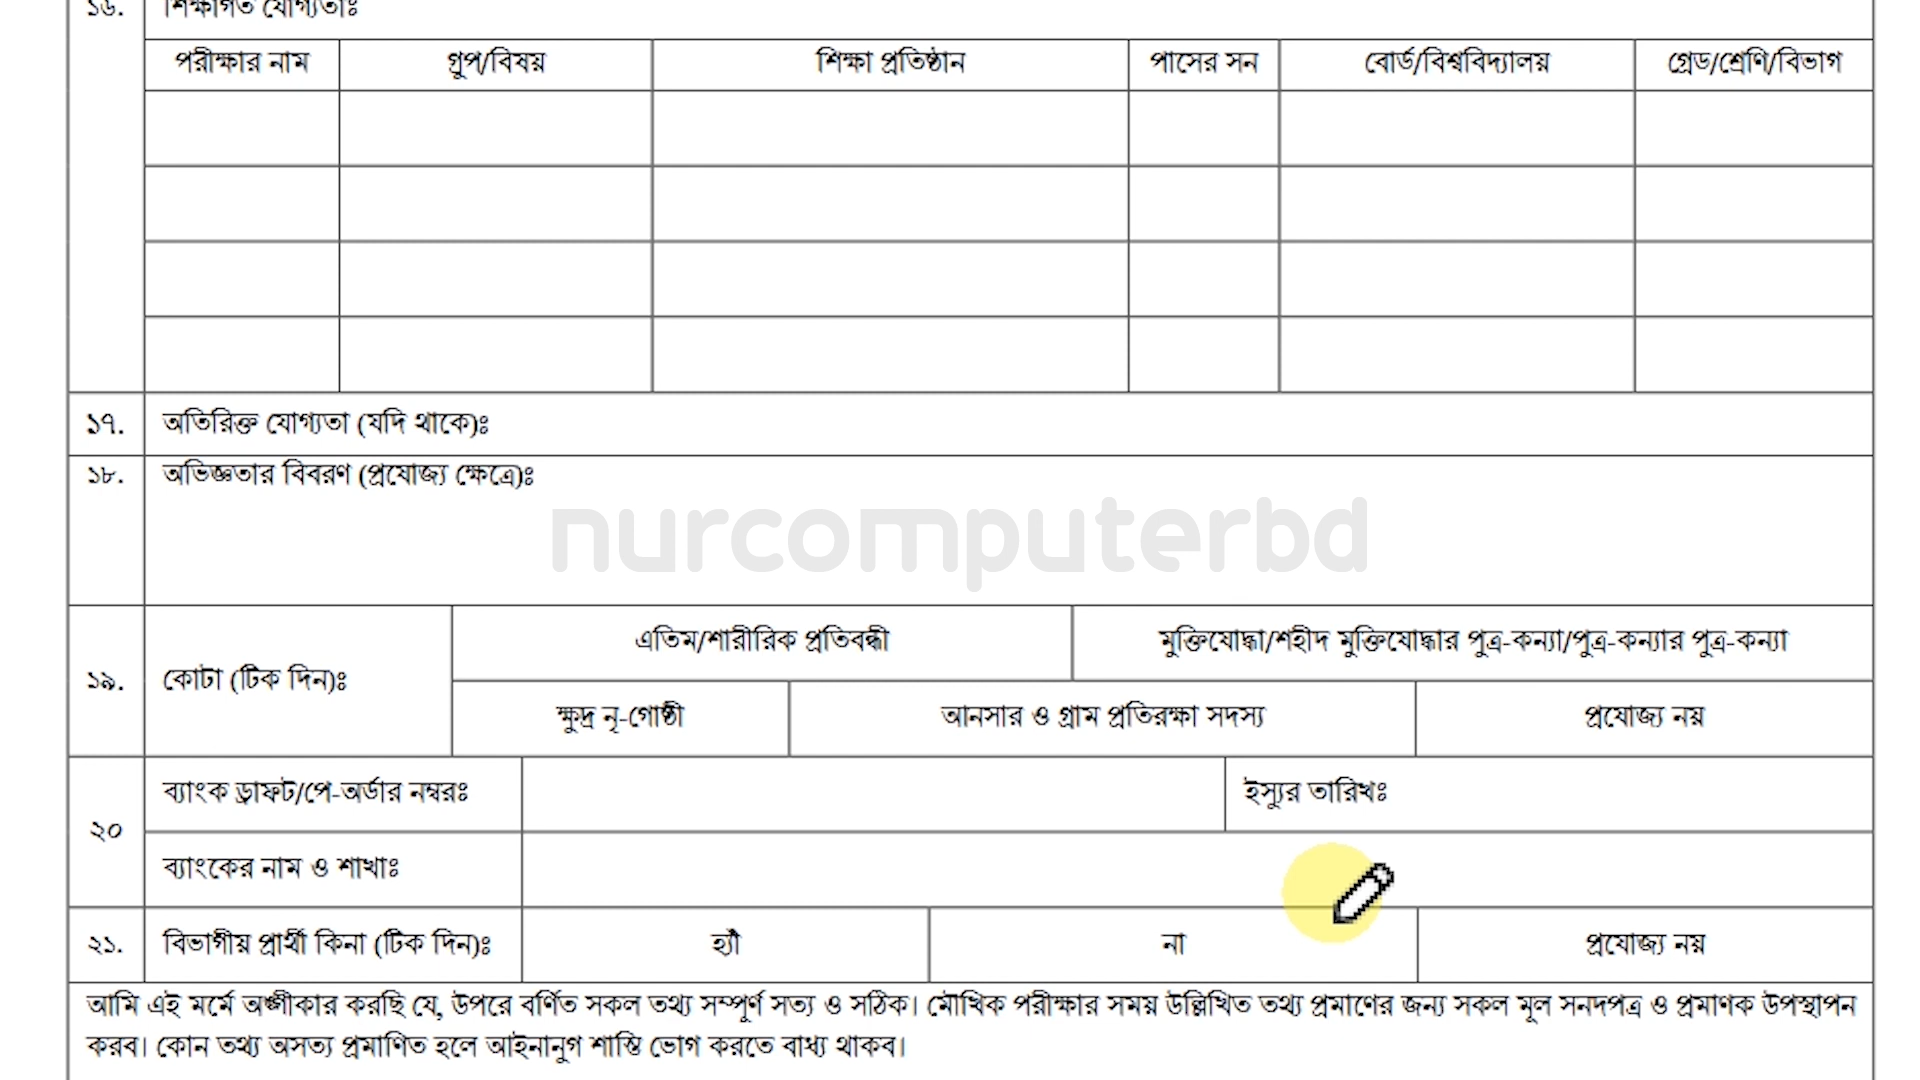 ১৬. শিক্ষাগত যোগ্যতাঃ
পরীক্ষার নাম গ্রুপ/বিষয় শিক্ষা প্রতিষ্ঠান পাসের সন বোর্ড/বিশ্ববিদ্যালয় গ্রেড/শ্রেণি/বিভাগ
১৭. অতিরিক্ত যোগ্যতা (যদি থাকে)ঃ
১৮. অভিজ্ঞতার বিবরণ (প্রযোজ্য ক্ষেত্রে)ঃ
nurcomputerbd
এতিম/শারীরিক প্রতিবন্ধী মুক্তিযোদ্ধা/শহীদ মুক্তিযোদ্ধার পুত্র-কন্যা/পুত্র-কন্যার পুত্র-কন্যা
১৯. কোটা (টিক দিন)ঃ
ক্ষুদ্র নৃ-গোষ্ঠী আনসার ও গ্রাম প্রতিরক্ষা সদস্য প্রযোজ্য নয়
ব্যাংক ড্রাফট/পে-অর্ডার নম্বরঃ ইস্যুর তারিখঃ
২০
ব্যাংকের নাম ও শাখাঃ
২১. বিভাগীয় প্রার্থী কিনা (টিক দিন)ঃ হ্যাঁ না প্রযোজ্য নয়
আমি এই মর্মে অঙ্গীকার করছি যে, উপরে বর্ণিত সকল তথ্য সম্পূর্ণ সত্য ও সঠিক। মৌখিক পরীক্ষার সময় উল্লিখিত তথ্য প্রমাণের জন্য সকল মূল সনদপত্র ও প্রমাণক উপস্থাপন
করব। কোন তথ্য অসত্য প্রমাণিত হলে আইনানুগ শাস্তি ভোগ করতে বাধ্য থাকব।